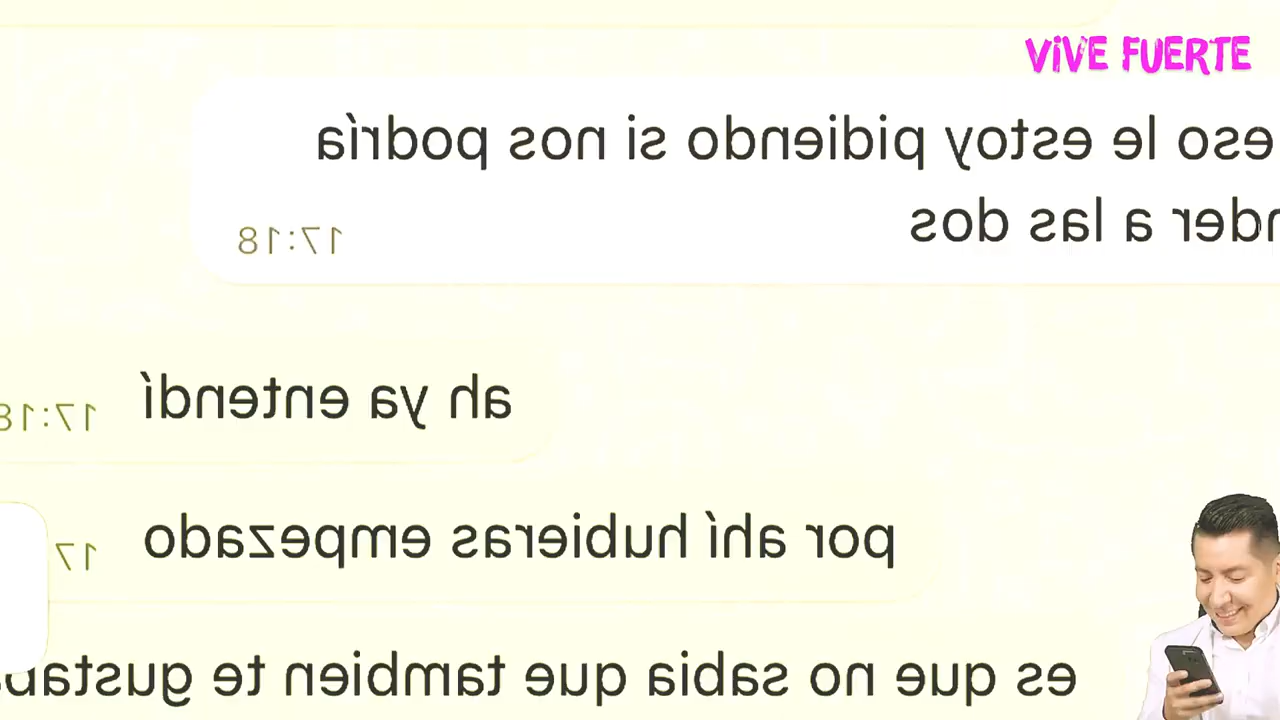 VIVE FUERTE
eso le estoy pidiendo si nos podría
nder a las dos
17:18
ah ya entendí
17:18
por ahí hubieras empezado
17
es que no sabia que tambien te gustaba